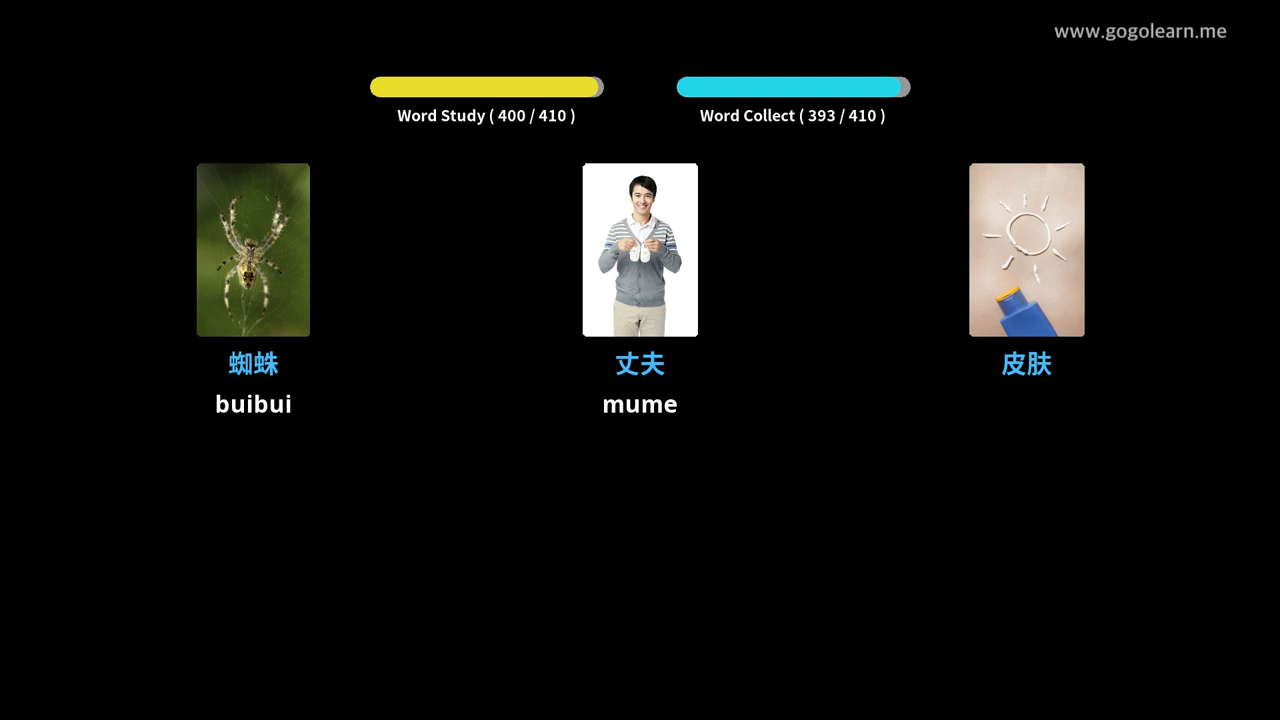 www.gogolearn.me
Word Study ( 400 / 410 )
Word Collect ( 393 / 410 )
蜘蛛
丈夫
皮肤
buibui
mume